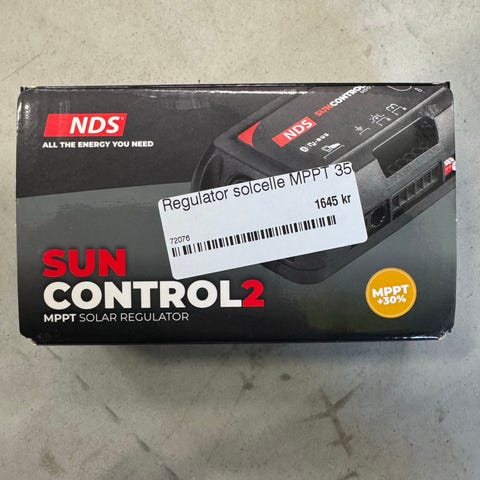 NDS
ALL THE ENERGY YOU NEED
NDS
SUNCONTROL
Regulator solcelle MPPT 35
1645 kr
72076
SUN
CONTROL2
MPPT SOLAR REGULATOR
MPPT
+30%